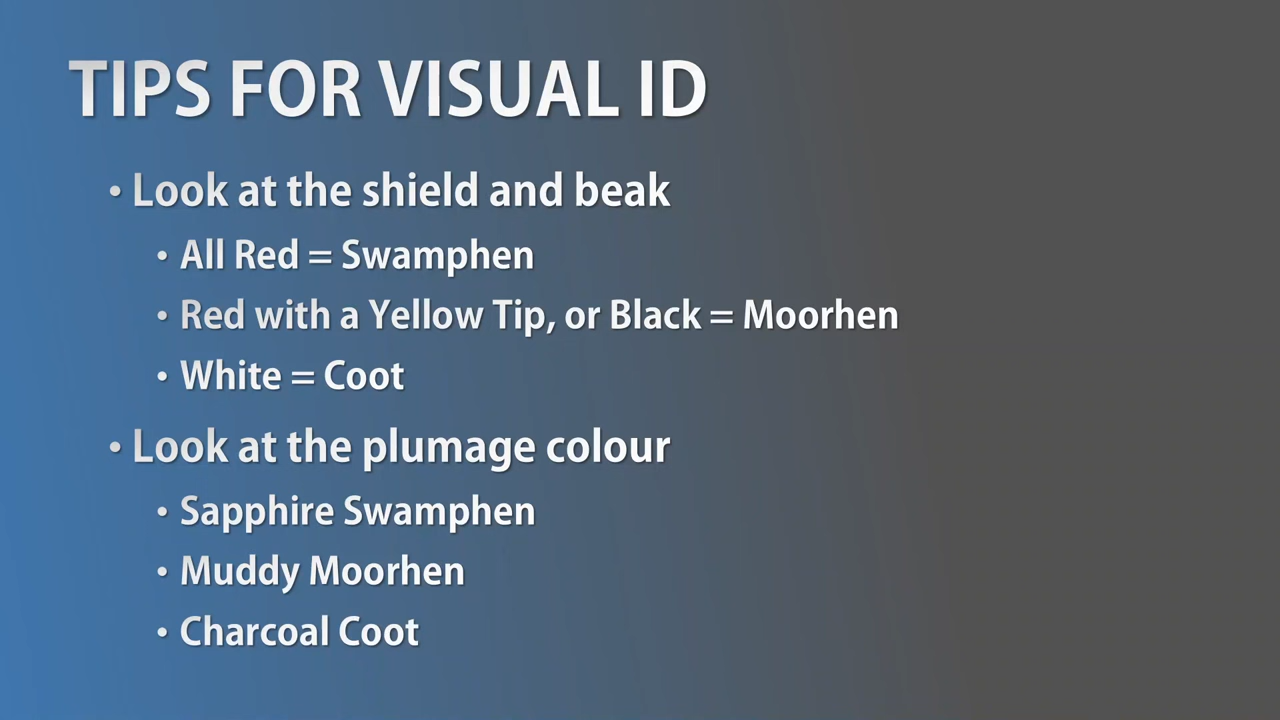 TIPS FOR VISUAL ID
• Look at the shield and beak
• All Red = Swamphen
• Red with a Yellow Tip, or Black = Moorhen
• White = Coot
• Look at the plumage colour
• Sapphire Swamphen
• Muddy Moorhen
• Charcoal Coot